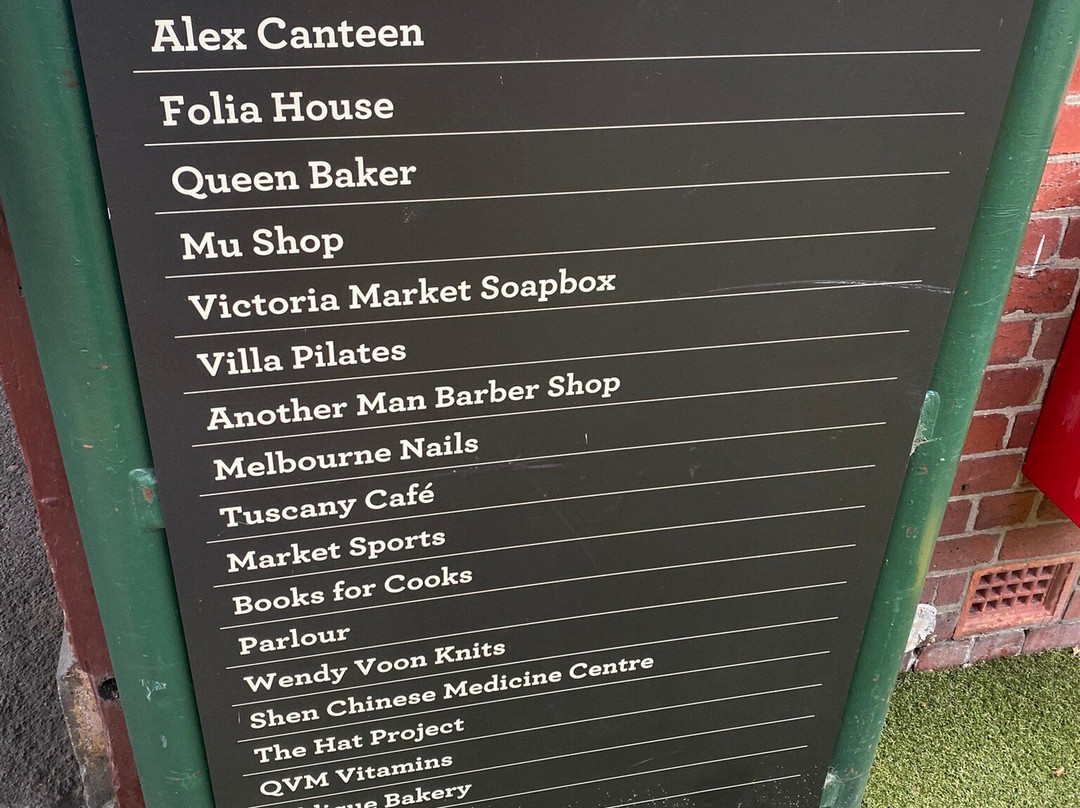 Alex Canteen
Folia House
Queen Baker
Mu Shop
Victoria Market Soapbox
Villa Pilates
Another Man Barber Shop
Melbourne Nails
Tuscany Café
Market Sports
Books for Cooks
Parlour
Wendy Voon Knits
Shen Chinese Medicine Centre
The Hat Project
QVM Vitamins
Bakery